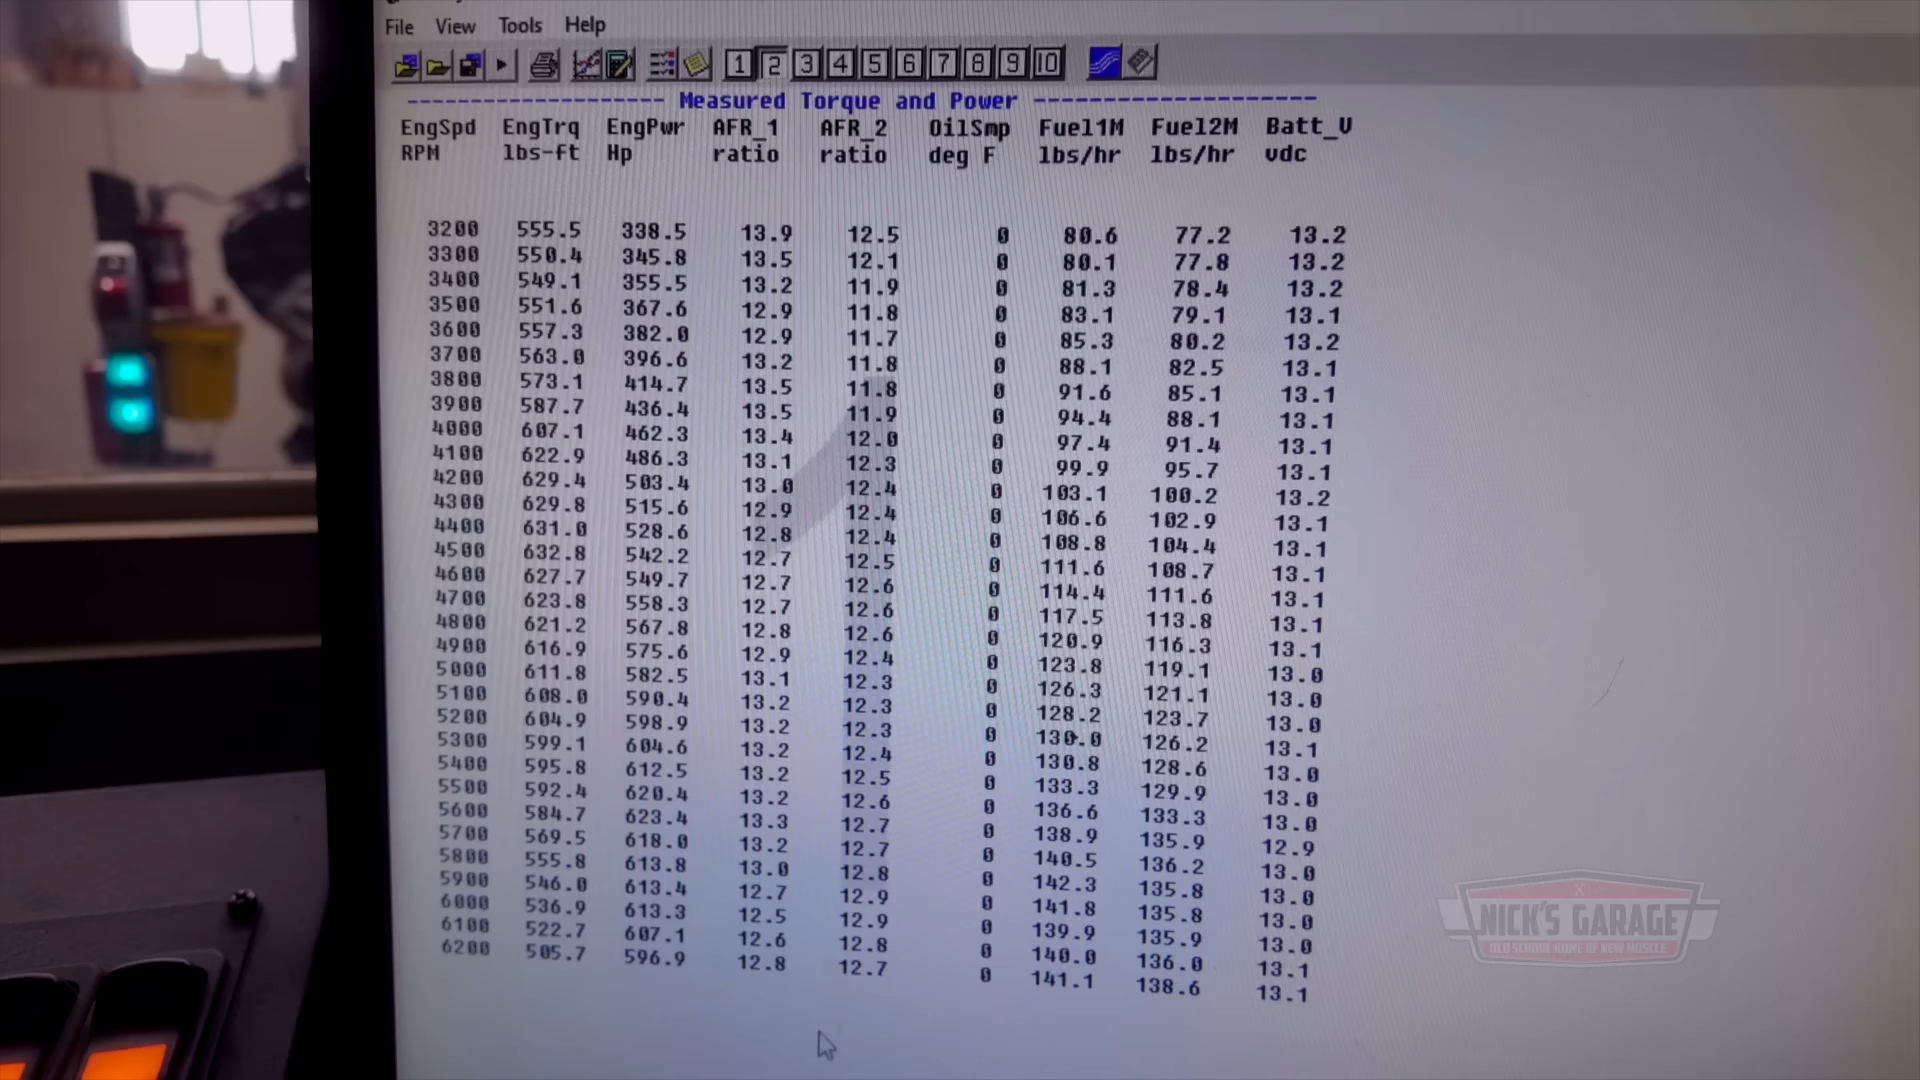 File View Tools Help
1 2 3 4 5 6 7 8 9 10
Measured Torque and Power
EngSpd EngTrq EngPwr AFR_1 AFR_2 OilSmp Fuel1M Fuel2M Batt_V
RPM lbs-ft Hp ratio ratio deg F lbs/hr lbs/hr vdc
3200 555.5 338.5 13.9 12.5 0 80.6 77.2 13.2
3300 550.4 345.8 13.5 12.1 0 80.1 77.8 13.2
3400 549.1 355.5 13.2 11.9 0 81.3 78.4 13.2
3500 551.6 367.6 12.9 11.8 0 83.1 79.1 13.1
3600 557.3 382.0 12.9 11.7 0 85.3 80.2 13.2
3700 563.0 396.6 13.2 11.8 0 88.1 82.5 13.1
3800 573.1 414.7 13.5 11.8 0 91.6 85.1 13.1
3900 587.7 436.4 13.5 11.9 0 94.4 88.1 13.1
4000 607.1 462.3 13.4 12.0 0 97.4 91.4 13.1
4100 622.9 486.3 13.1 12.3 0 99.9 95.7 13.1
4200 629.4 503.4 13.0 12.4 0 103.1 100.2 13.2
4300 629.8 515.6 12.9 12.4 0 106.6 102.9 13.1
4400 631.0 528.6 12.8 12.4 0 108.8 104.4 13.1
4500 632.8 542.2 12.7 12.5 0 111.6 108.7 13.1
4600 627.7 549.7 12.7 12.6 0 114.4 111.6 13.1
4700 623.8 558.3 12.7 12.6 0 117.5 113.8 13.1
4800 621.2 567.8 12.8 12.6 0 120.9 116.3 13.1
4900 616.9 575.6 12.9 12.4 0 123.8 119.1 13.0
5000 611.8 582.5 13.1 12.3 0 126.3 121.1 13.0
5100 608.0 590.4 13.2 12.3 0 128.2 123.7 13.0
5200 604.9 598.9 13.2 12.3 0 130.0 126.2 13.1
5300 599.1 604.6 13.2 12.4 0 130.8 128.6 13.0
5400 595.8 612.5 13.2 12.5 0 133.3 129.9 13.0
5500 592.4 620.4 13.2 12.6 0 136.6 133.3 13.0
5600 584.7 623.4 13.3 12.7 0 138.9 135.9 12.9
5700 569.5 618.0 13.2 12.7 0 140.5 136.2 13.0
5800 555.8 613.8 13.0 12.8 0 142.3 135.8 13.0
5900 546.0 613.4 12.7 12.9 0 141.8 135.8 13.0
6000 536.9 613.3 12.5 12.9 0 139.9 135.9 13.0
6100 522.7 607.1 12.6 12.8 0 140.0 136.0 13.1
6200 505.7 596.9 12.8 12.7 0 141.1 138.6 13.1
NICK'S GARAGE
OLD SCHOOL HOME OF NEW MUSCLE